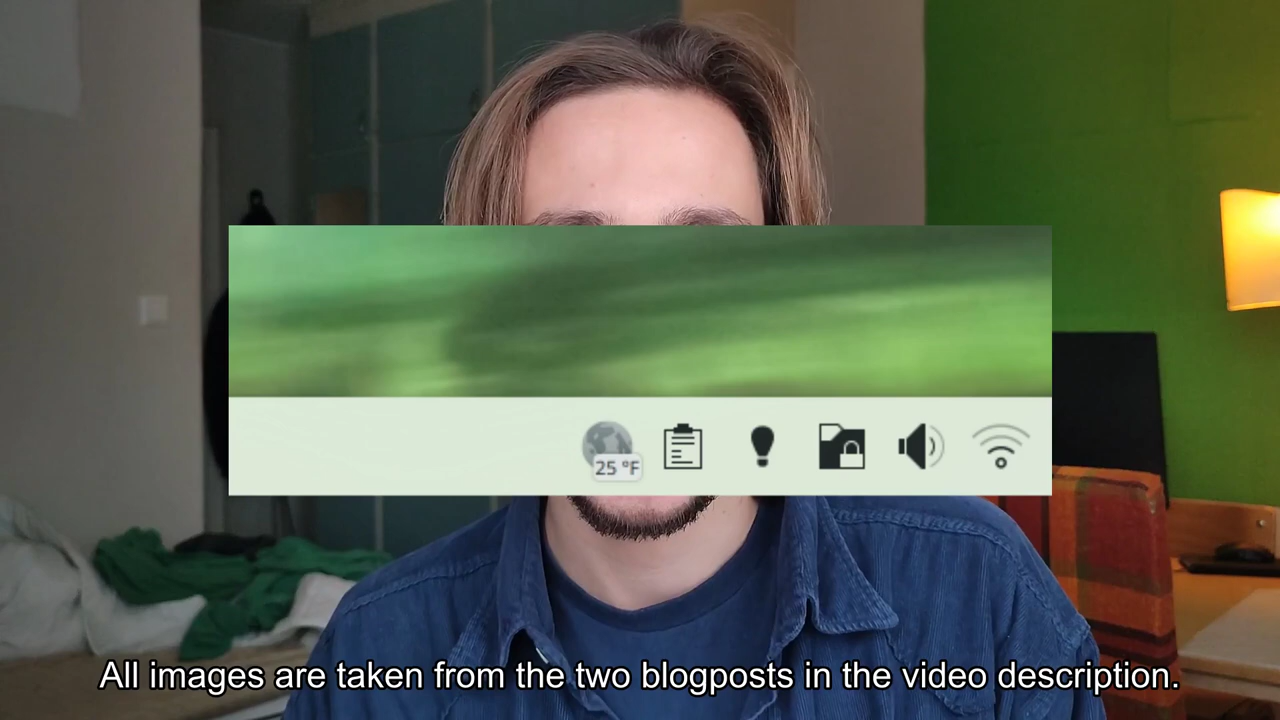 25 °F
All images are taken from the two blogposts in the video description.